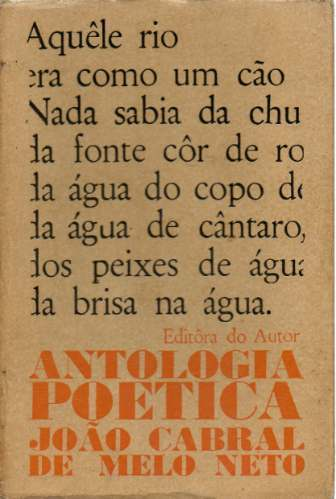 Aquêle rio
era como um cão
Nada sabia da chu
da fonte côr de ro
da água do copo de
da água de cântaro,
dos peixes de água
da brisa na água.
Editôra do Autor
ANTOLOGIA
POETICA
JOÃO CABRAL
DE MELO NETO